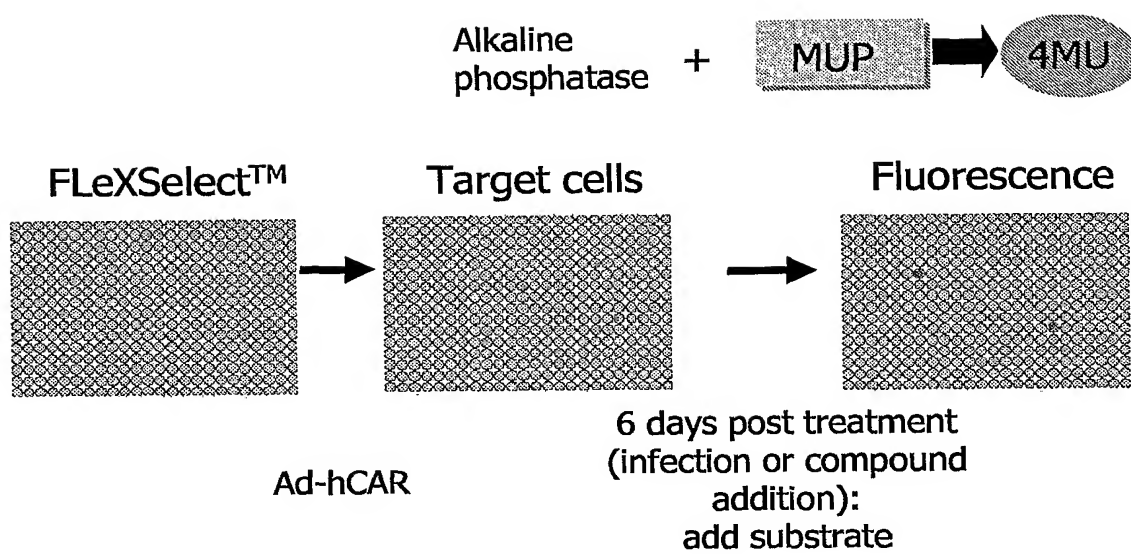 Alkaline
phosphatase + MUP 4MU
FLeXSelect™ Target cells Fluorescence
Ad-hCAR
6 days post treatment
(infection or compound
addition):
add substrate